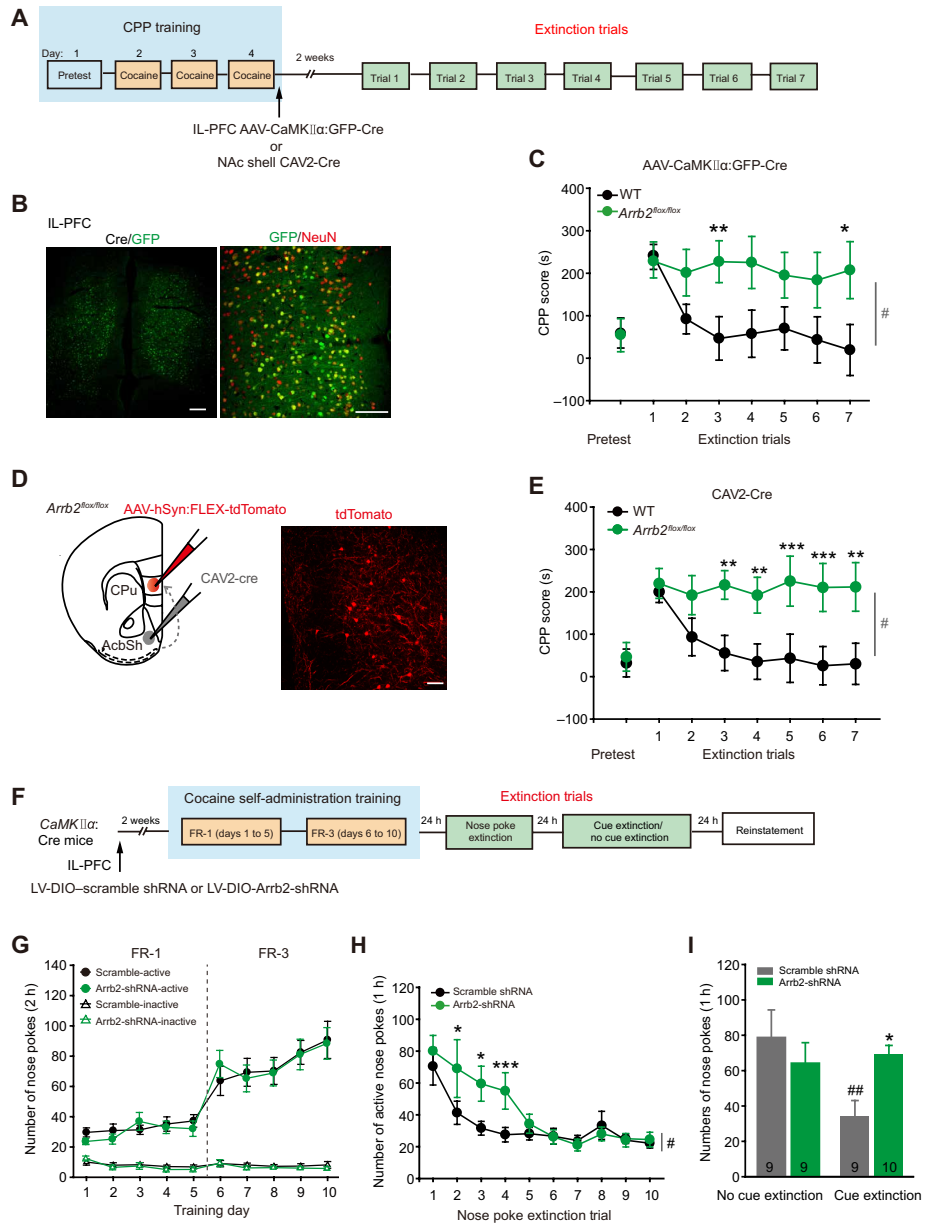 A
CPP training
Extinction trials
Day: 1 2 3 4
2 weeks
Pretest Cocaine Cocaine Cocaine
Trial 1 Trial 2 Trial 3 Trial 4 Trial 5 Trial 6 Trial 7
IL-PFC AAV-CaMKⅡα:GFP-Cre
or
NAc shell CAV2-Cre
B
IL-PFC
Cre/GFP
GFP/NeuN
C
AAV-CaMKⅡα:GFP-Cre
WT
Arrb2flox/flox
CPP score (s)
400
300
200
100
0
–100
** *
#
1 2 3 4 5 6 7
Pretest Extinction trials
D
Arrb2flox/flox
AAV-hSyn:FLEX-tdTomato
CAV2-cre
CPu
AcbSh
tdTomato
E
CAV2-Cre
WT
Arrb2flox/flox
CPP score (s)
400
300
200
100
0
–100
** ** *** *** **
#
1 2 3 4 5 6 7
Pretest Extinction trials
F
Cocaine self-administration training
Extinction trials
CaMKⅡα:
Cre mice
2 weeks
FR-1 (days 1 to 5)
FR-3 (days 6 to 10)
24 h
Nose poke
extinction
24 h
Cue extinction/
no cue extinction
24 h
Reinstatement
IL-PFC
LV-DIO–scramble shRNA or LV-DIO-Arrb2-shRNA
G
FR-1 FR-3
Scramble-active
Arrb2-shRNA-active
Scramble-inactive
Arrb2-shRNA-inactive
Number of nose pokes (2 h)
140
120
100
80
60
40
20
0
1 2 3 4 5 6 7 8 9 10
Training day
H
Scramble shRNA
Arrb2-shRNA
Number of active nose pokes (1 h)
120
100
80
60
40
20
0
* * ***
#
1 2 3 4 5 6 7 8 9 10
Nose poke extinction trial
I
Scramble shRNA
Arrb2-shRNA
Numbers of nose pokes (1 h)
120
100
80
60
40
20
0
## *
9 9 9 10
No cue extinction Cue extinction